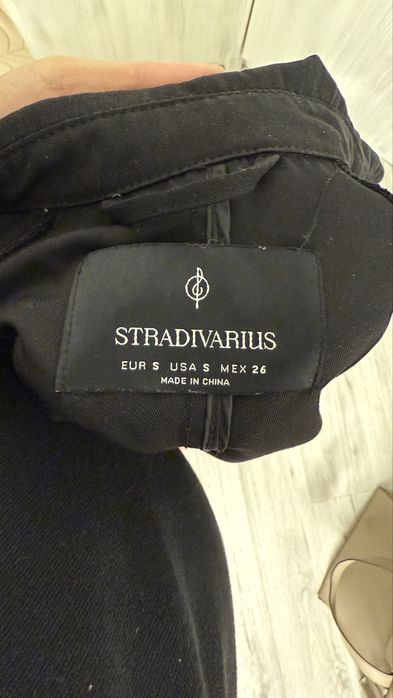 STRADIVARIUS
EUR S USA S MEX 26
MADE IN CHINA